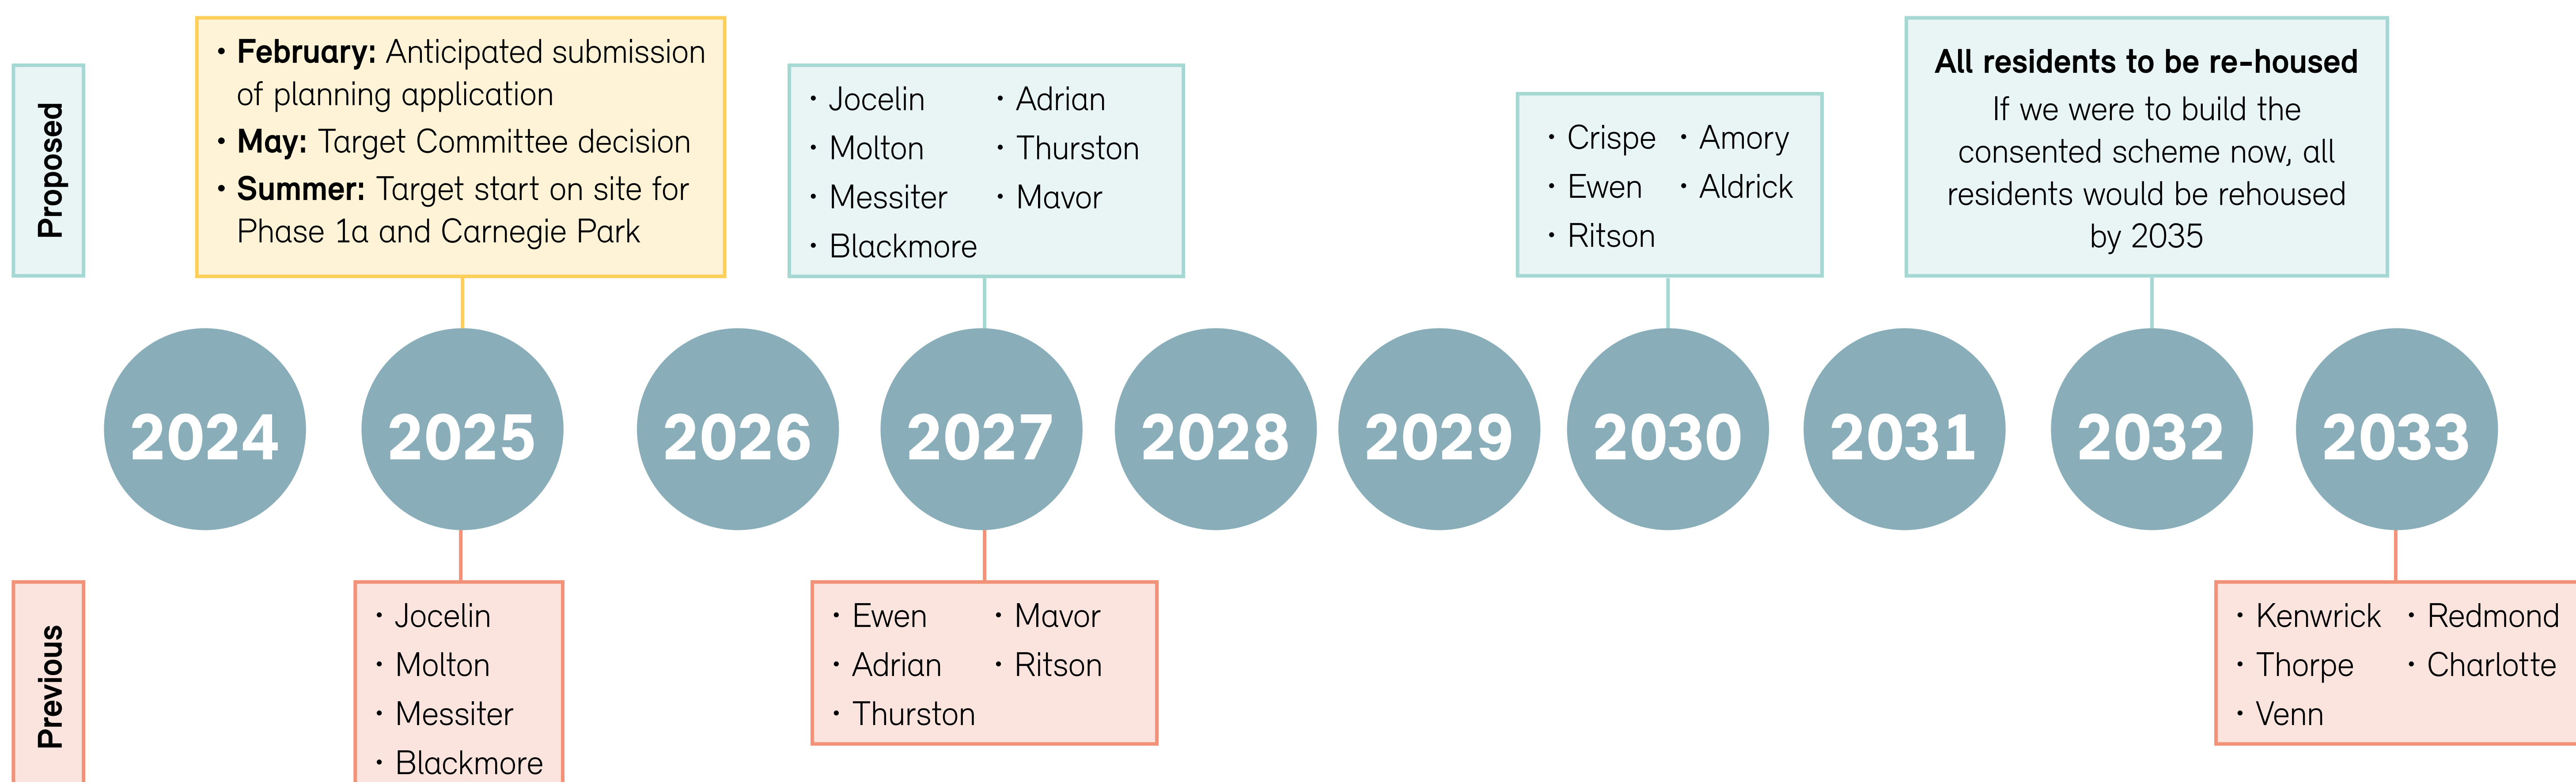 Proposed
• February: Anticipated submission
of planning application
• May: Target Committee decision
• Summer: Target start on site for
Phase 1a and Carnegie Park
• Jocelin
• Molton
• Messiter
• Blackmore
• Adrian
• Thurston
• Mavor
• Crispe
• Ewen
• Ritson
• Amory
• Aldrick
All residents to be re-housed
If we were to build the
consented scheme now, all
residents would be rehoused
by 2035
2024
2025
2026
2027
2028
2029
2030
2031
2032
2033
Previous
• Jocelin
• Molton
• Messiter
• Blackmore
• Ewen
• Adrian
• Thurston
• Mavor
• Ritson
• Kenwrick
• Thorpe
• Venn
• Redmond
• Charlotte